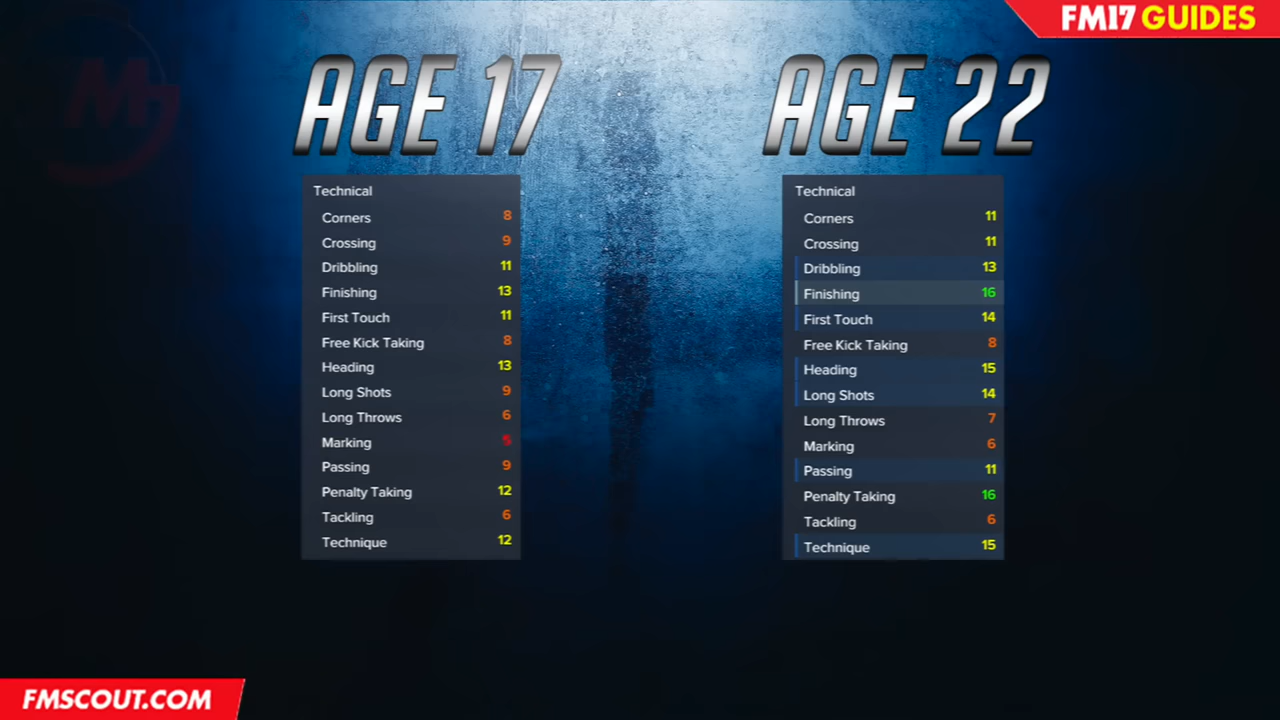 FM17 GUIDES
M
AGE 17
AGE 22
Technical
Corners 8
Crossing 9
Dribbling 11
Finishing 13
First Touch 11
Free Kick Taking 8
Heading 13
Long Shots 9
Long Throws 6
Marking 5
Passing 9
Penalty Taking 12
Tackling 6
Technique 12
Technical
Corners 11
Crossing 11
Dribbling 13
Finishing 16
First Touch 14
Free Kick Taking 8
Heading 15
Long Shots 14
Long Throws 7
Marking 6
Passing 11
Penalty Taking 16
Tackling 6
Technique 15
FMSCOUT.COM